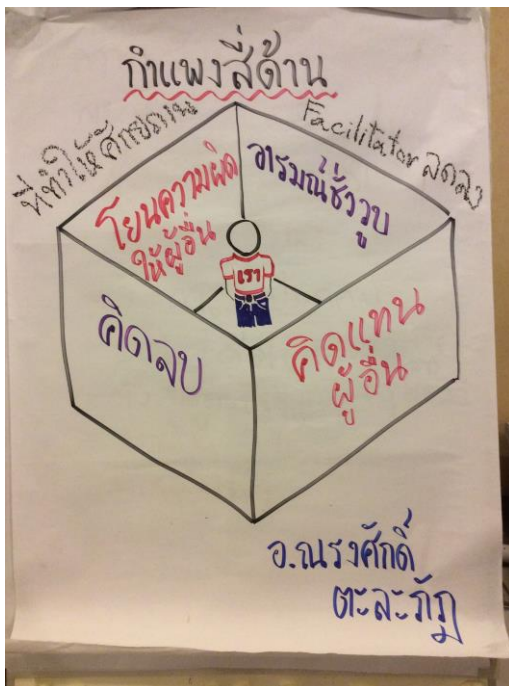 กำแพงสี่ด้าน
ที่ทำให้ศักยภาพ
Facilitator ลดลง
โยนความผิด
ให้ผู้อื่น
อารมณ์ชั่ววูบ
เรา
คิดลบ
คิดแทน
ผู้อื่น
อ.ณรงศักดิ์
ตะละภัฏ